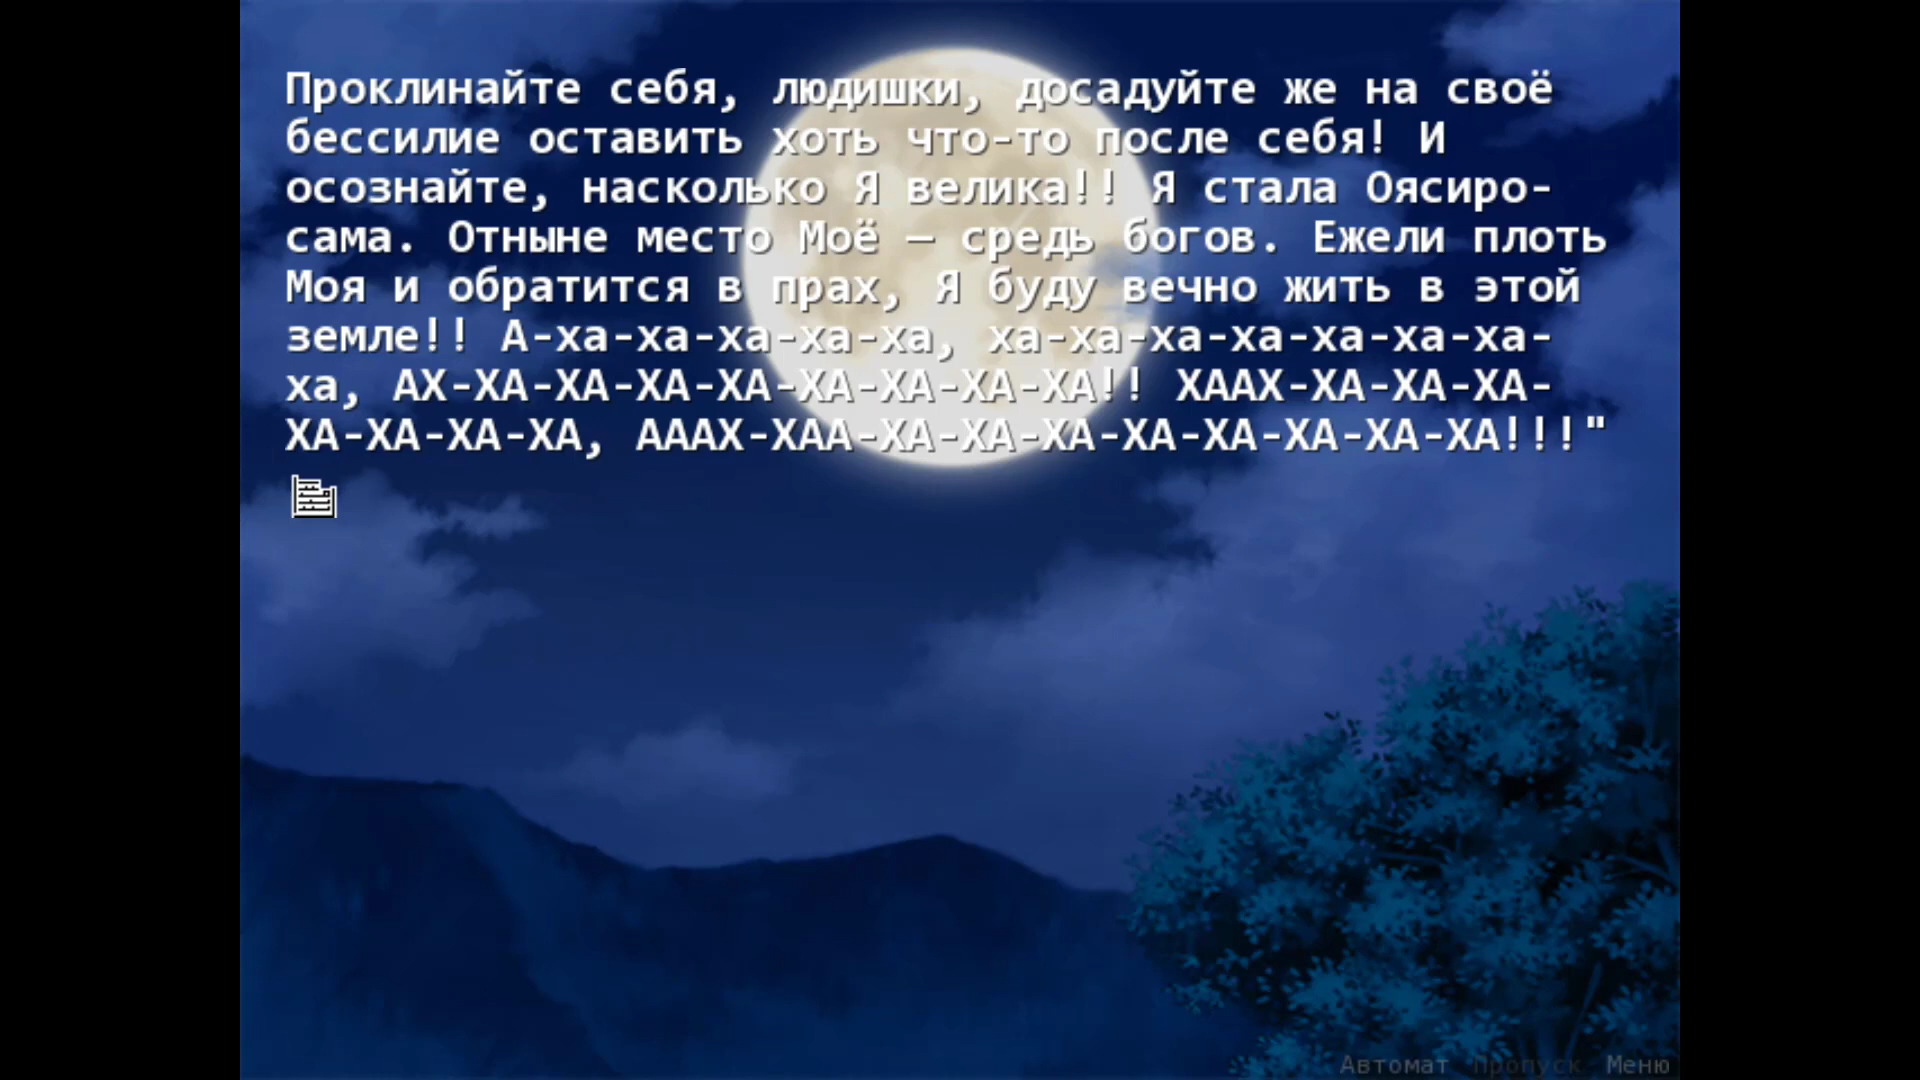 Проклинайте себя, людишки, досадуйте же на своё
бессилие оставить хоть что-то после себя! И
осознайте, насколько Я велика!! Я стала Оясиро-
сама. Отныне место Моё — средь богов. Ежели плоть
Моя и обратится в прах, Я буду вечно жить в этой
земле!! А-ха-ха-ха-ха-ха, ха-ха-ха-ха-ха-ха-ха-
ха, АХ-ХА-ХА-ХА-ХА-ХА-ХА-ХА-ХА!! ХААХ-ХА-ХА-ХА-
ХА-ХА-ХА-ХА, АААХ-ХАА-ХА-ХА-ХА-ХА-ХА-ХА-ХА-ХА!!!"
Автомат Пропуск Меню